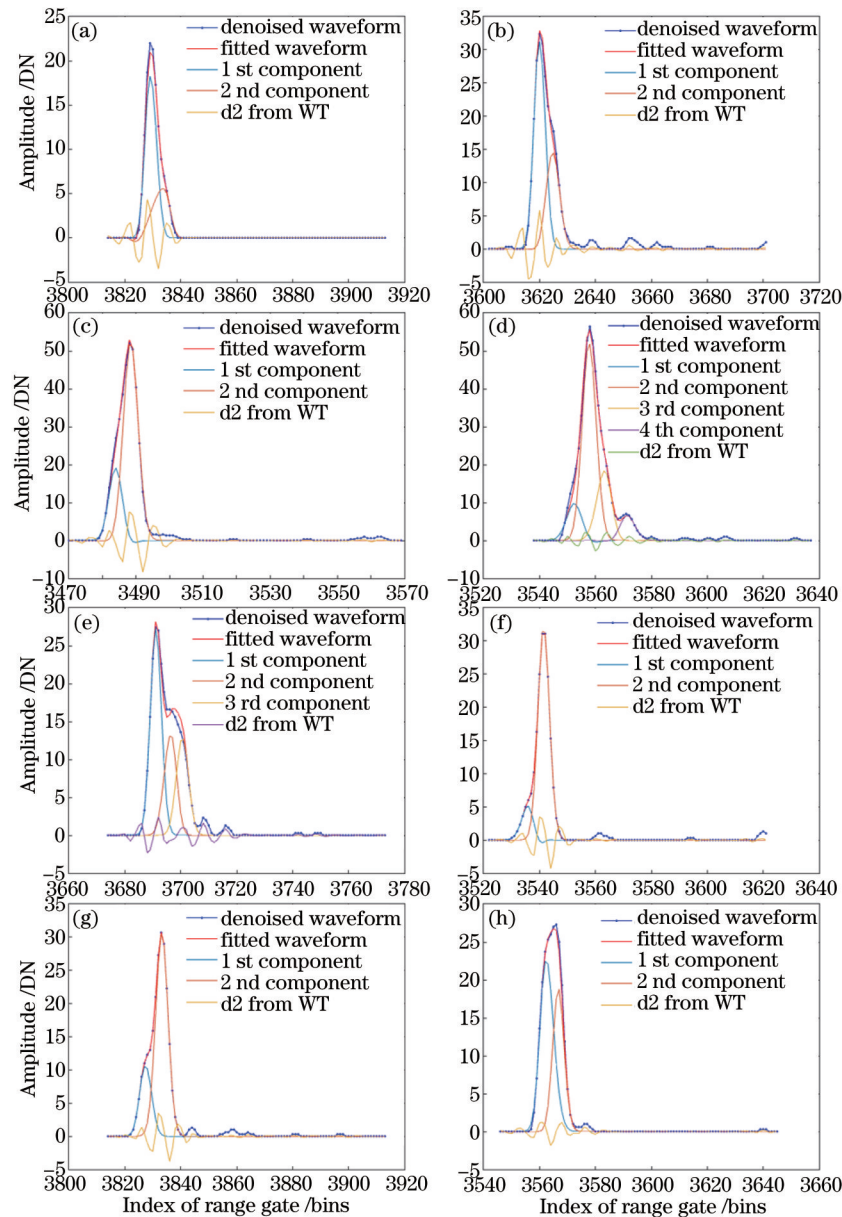 (a)
denoised waveform
fitted waveform
1 st component
2 nd component
d2 from WT
25
20
15
10
5
0
−5
3800 3820 3840 3860 3880 3900 3920
Amplitude /DN
(b)
denoised waveform
fitted waveform
1 st component
2 nd component
d2 from WT
40
35
30
25
20
15
10
5
0
−5
3600 3620 3640 3660 3680 3700 3720
(c)
denoised waveform
fitted waveform
1 st component
2 nd component
d2 from WT
60
50
40
30
20
10
0
−10
3470 3490 3510 3530 3550 3570
Amplitude /DN
(d)
denoised waveform
fitted waveform
1 st component
2 nd component
3 rd component
4 th component
d2 from WT
60
50
40
30
20
10
0
−10
3520 3540 3560 3580 3600 3620 3640
(e)
denoised waveform
fitted waveform
1 st component
2 nd component
3 rd component
d2 from WT
30
25
20
15
10
5
0
−5
3660 3680 3700 3720 3740 3760 3780
Amplitude /DN
(f)
denoised waveform
fitted waveform
1 st component
2 nd component
d2 from WT
35
30
25
20
15
10
5
0
−5
3520 3540 3560 3580 3600 3620 3640
(g)
denoised waveform
fitted waveform
1 st component
2 nd component
d2 from WT
35
30
25
20
15
10
5
0
−5
3800 3820 3840 3860 3880 3900 3920
Amplitude /DN
Index of range gate /bins
(h)
denoised waveform
fitted waveform
1 st component
2 nd component
d2 from WT
30
25
20
15
10
5
0
−5
3540 3560 3580 3600 3620 3640 3660
Index of range gate /bins